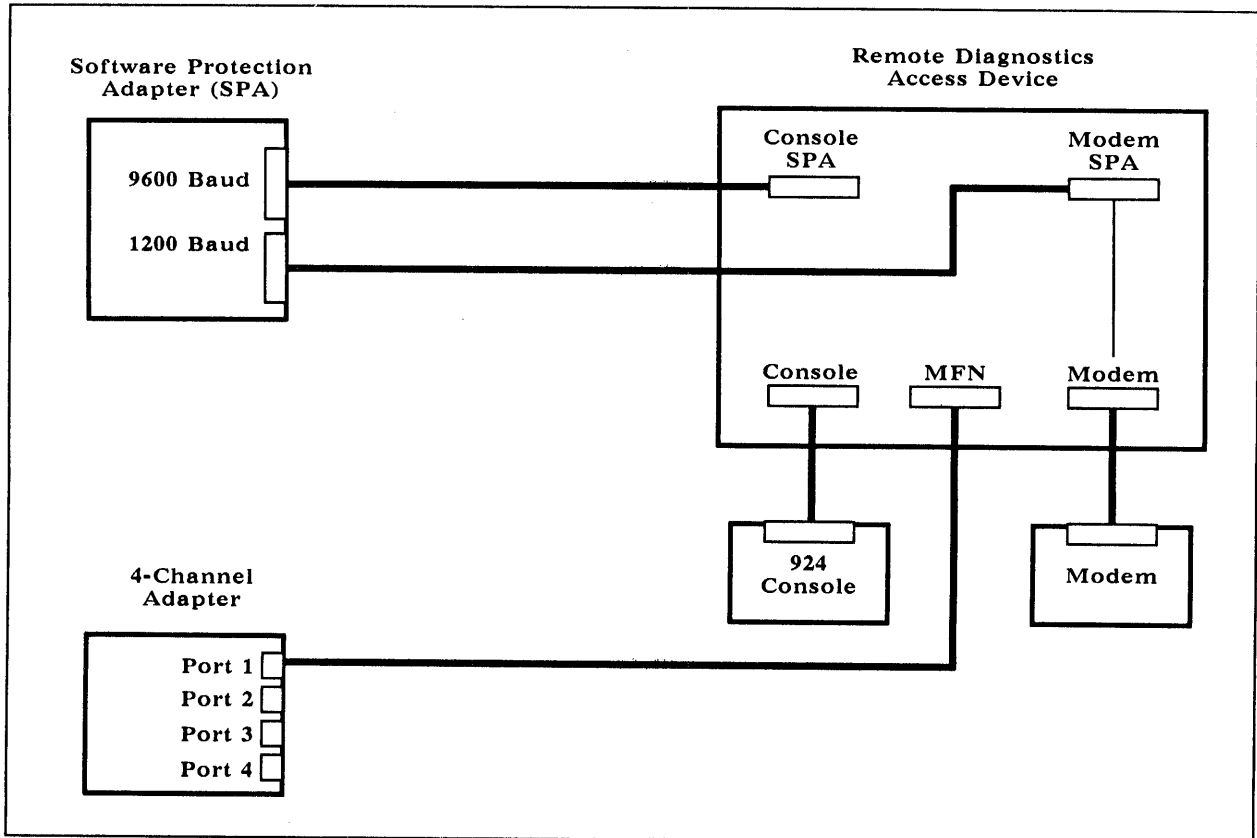 Software Protection
Adapter (SPA)
9600 Baud
1200 Baud
Remote Diagnostics
Access Device
Console
SPA
Modem
SPA
Console
MFN
Modem
924
Console
Modem
4-Channel
Adapter
Port 1
Port 2
Port 3
Port 4